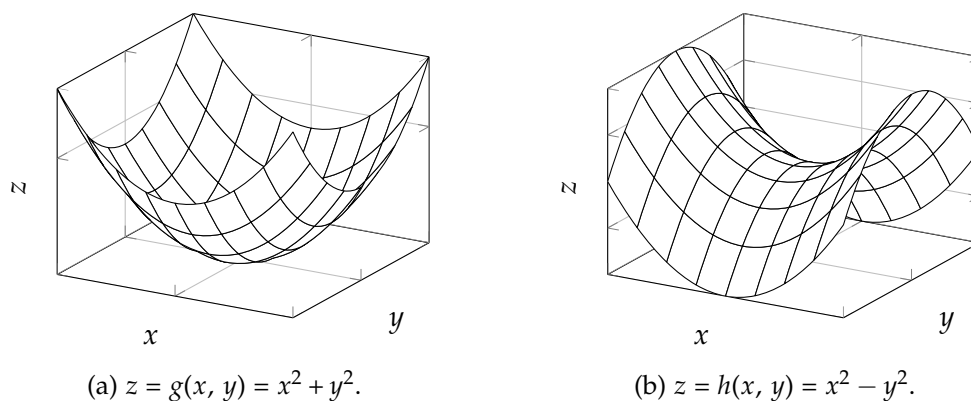 z
x
y
(a) z = g(x, y) = x² + y².
z
x
y
(b) z = h(x, y) = x² − y².